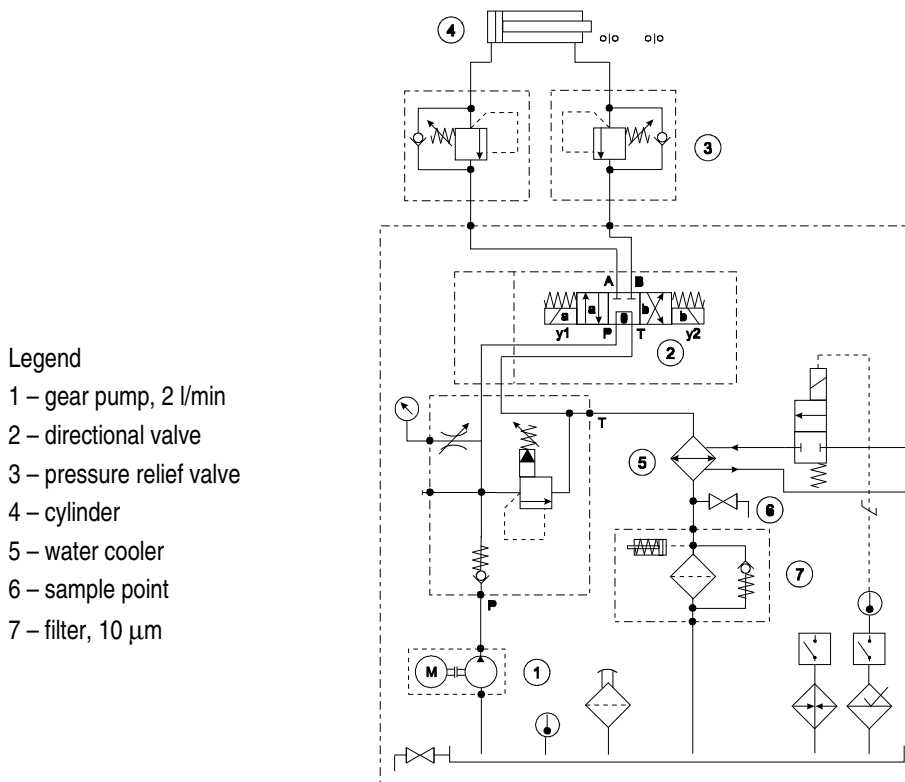 4
3
A B
a 0 b
a b
y1 P T y2
2
Legend
1 – gear pump, 2 l/min
2 – directional valve
3 – pressure relief valve
4 – cylinder
5 – water cooler
6 – sample point
7 – filter, 10 μm
T
5
6
7
P
M
1